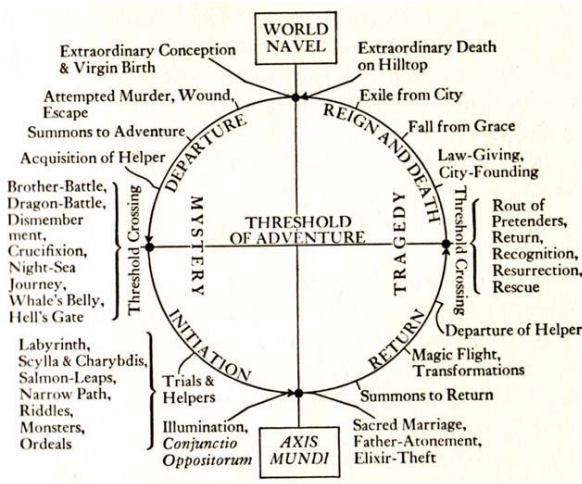 WORLD
NAVEL
Extraordinary Conception
& Virgin Birth
Extraordinary Death
on Hilltop
Attempted Murder, Wound,
Escape
Exile from City
Summons to Adventure
Fall from Grace
Acquisition of Helper
Law-Giving,
City-Founding
DEPARTURE
REIGN AND DEATH
Brother-Battle,
Dragon-Battle,
Dismember
ment,
Crucifixion,
Night-Sea
Journey,
Whale's Belly,
Hell's Gate
Threshold Crossing
MYSTERY
THRESHOLD
OF ADVENTURE
TRAGEDY
Threshold Crossing
Rout of
Pretenders,
Return,
Recognition,
Resurrection,
Rescue
INITIATION
RETURN
Departure of Helper
Magic Flight,
Transformations
Summons to Return
Labyrinth,
Scylla & Charybdis,
Salmon-Leaps,
Narrow Path,
Riddles,
Monsters,
Ordeals
Trials &
Helpers
Illumination,
Conjunctio
Oppositorum
AXIS
MUNDI
Sacred Marriage,
Father-Atonement,
Elixir-Theft